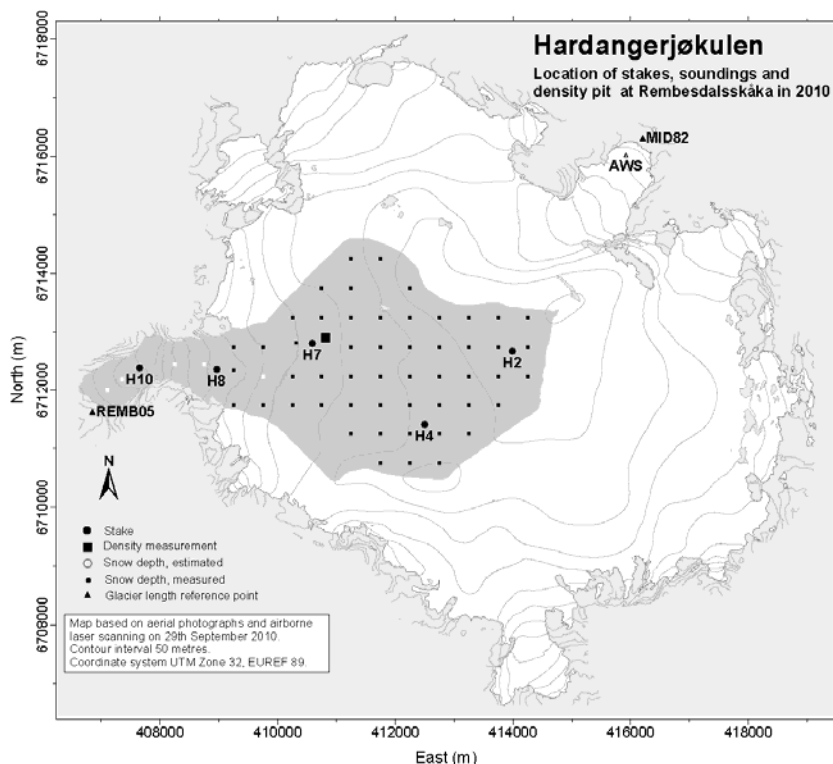 Hardangerjøkulen
Location of stakes, soundings and
density pit at Rembesdalsskåka in 2010
6718000
6716000
6714000
6712000
6710000
6708000
North (m)
MID82
AWS
H7
H2
H10
H8
REMB05
H4
N
Stake
Density measurement
Snow depth, estimated
Snow depth, measured
Glacier length reference point
Map based on aerial photographs and airborne
laser scanning on 29th September 2010.
Contour interval 50 metres.
Coordinate system UTM Zone 32, EUREF 89.
408000
410000
412000
414000
416000
418000
East (m)